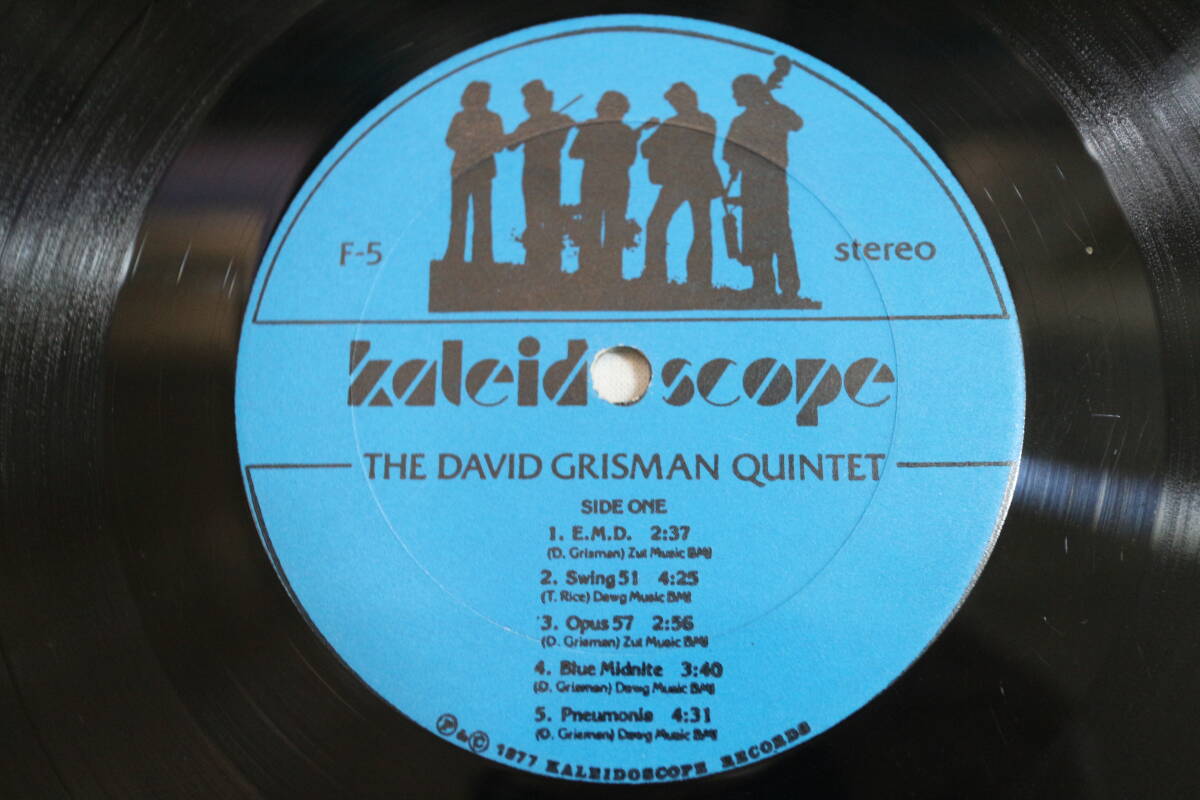 F-5
stereo
kaleidoscope
THE DAVID GRISMAN QUINTET
SIDE ONE
1. E.M.D. 2:37
(D. Grisman) Zut Music BMI
2. Swing 51 4:25
(T. Rice) Dawg Music BMI
3. Opus 57 2:56
(D. Grisman) Zut Music BMI
4. Blue Midnite 3:40
(D. Grisman) Dawg Music BMI
5. Pneumonia 4:31
(D. Grisman) Dawg Music BMI
℗ & © 1977 KALEIDOSCOPE RECORDS